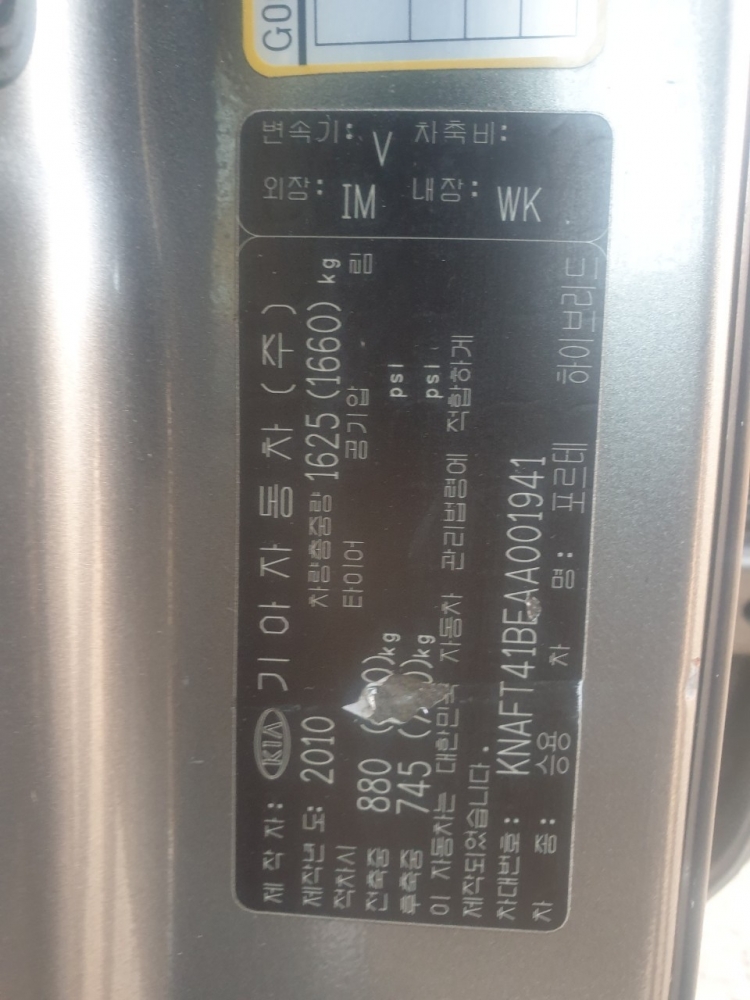 GO
변속기: V 차축비:
외장: IM 내장: WK
제작자: KIA 기아자동차(주)
제작년도: 2010 차량총중량 1625(1660) kg
적차시 타이어 공기압 림
전축중 880 kg psi
후축중 745 kg psi
이 자동차는 대한민국 자동차 관리법령에 적합하게
제작되었습니다.
차대번호: KNAFT41BEAA001941
차 종: 승용 차 명: 포르테 하이브리드